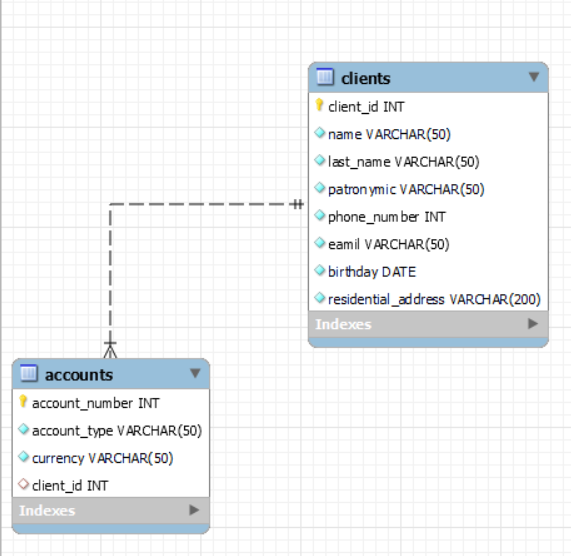 clients
client_id INT
name VARCHAR(50)
last_name VARCHAR(50)
patronymic VARCHAR(50)
phone_number INT
eamil VARCHAR(50)
birthday DATE
residential_address VARCHAR(200)
Indexes
accounts
account_number INT
account_type VARCHAR(50)
currency VARCHAR(50)
client_id INT
Indexes